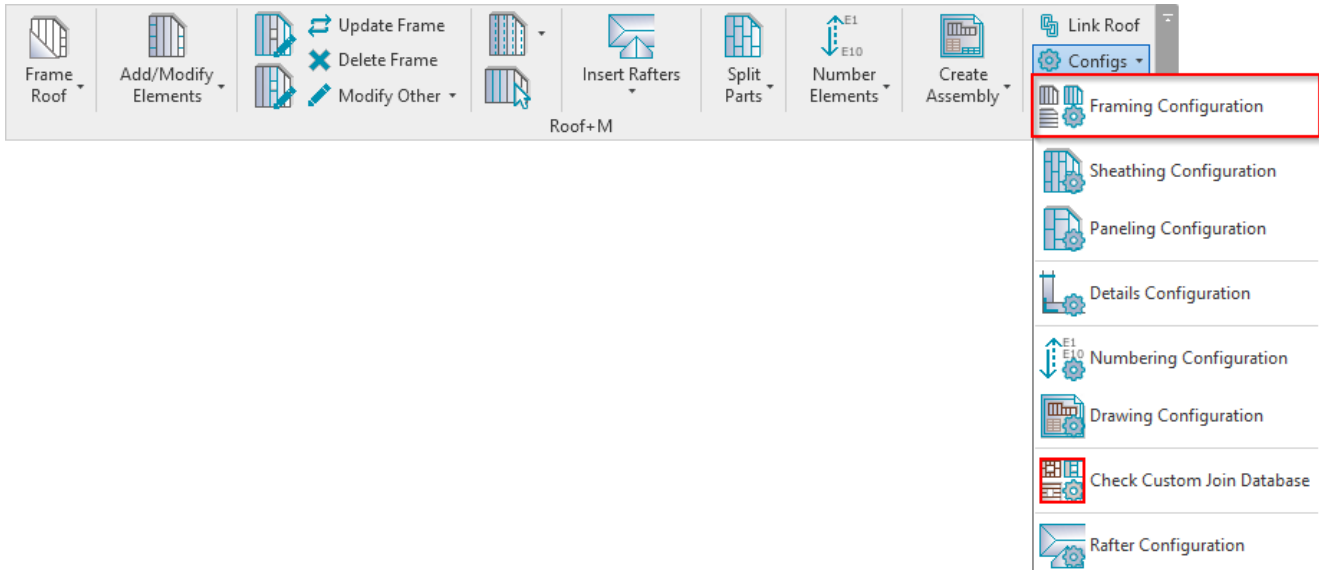 Frame
Roof
Add/Modify
Elements
Update Frame
Delete Frame
Modify Other
Insert Rafters
Split
Parts
E1
E10
Number
Elements
Create
Assembly
Link Roof
Configs
Roof+M
Framing Configuration
Sheathing Configuration
Paneling Configuration
Details Configuration
E1
E10
Numbering Configuration
Drawing Configuration
Check Custom Join Database
Rafter Configuration